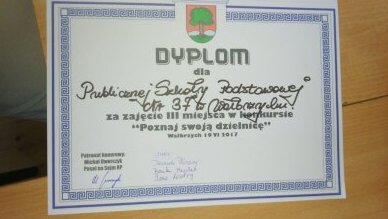 DYPLOM
dla
Publicznej Szkoły Podstawowej
nr 37 w Wałbrzychu
za zajęcie III miejsca w konkursie
"Poznaj swoją dzielnicę"
Wałbrzych 19 VI 2017
Patronat honorowy:
Michał Dworczyk
Poseł na Sejm RP